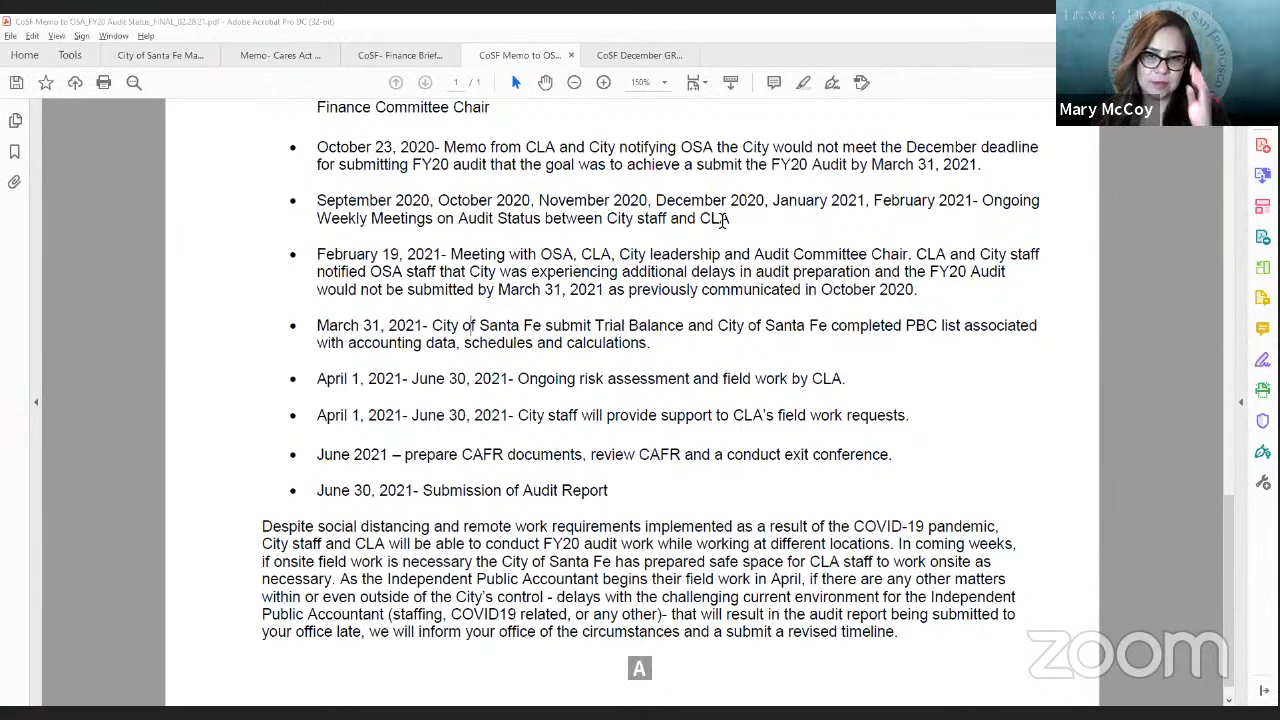 CoSF Memo to OSA_FY20 Audit Status_FINAL_02.28.21.pdf - Adobe Acrobat Pro DC (32-bit)
File Edit View Sign Window Help
Home Tools City of Santa Fe Ma... Memo- Cares Act ... CoSF- Finance Brief... CoSF Memo to OS... × CoSF December GR...
1 / 1 150%
Mary McCoy
Finance Committee Chair
• October 23, 2020- Memo from CLA and City notifying OSA the City would not meet the December deadline
for submitting FY20 audit that the goal was to achieve a submit the FY20 Audit by March 31, 2021.
• September 2020, October 2020, November 2020, December 2020, January 2021, February 2021- Ongoing
Weekly Meetings on Audit Status between City staff and CLA
• February 19, 2021- Meeting with OSA, CLA, City leadership and Audit Committee Chair. CLA and City staff
notified OSA staff that City was experiencing additional delays in audit preparation and the FY20 Audit
would not be submitted by March 31, 2021 as previously communicated in October 2020.
• March 31, 2021- City of Santa Fe submit Trial Balance and City of Santa Fe completed PBC list associated
with accounting data, schedules and calculations.
• April 1, 2021- June 30, 2021- Ongoing risk assessment and field work by CLA.
• April 1, 2021- June 30, 2021- City staff will provide support to CLA's field work requests.
• June 2021 – prepare CAFR documents, review CAFR and a conduct exit conference.
• June 30, 2021- Submission of Audit Report
Despite social distancing and remote work requirements implemented as a result of the COVID-19 pandemic,
City staff and CLA will be able to conduct FY20 audit work while working at different locations. In coming weeks,
if onsite field work is necessary the City of Santa Fe has prepared safe space for CLA staff to work onsite as
necessary. As the Independent Public Accountant begins their field work in April, if there are any other matters
within or even outside of the City's control - delays with the challenging current environment for the Independent
Public Accountant (staffing, COVID19 related, or any other)- that will result in the audit report being submitted to
your office late, we will inform your office of the circumstances and a submit a revised timeline.
A
zoom